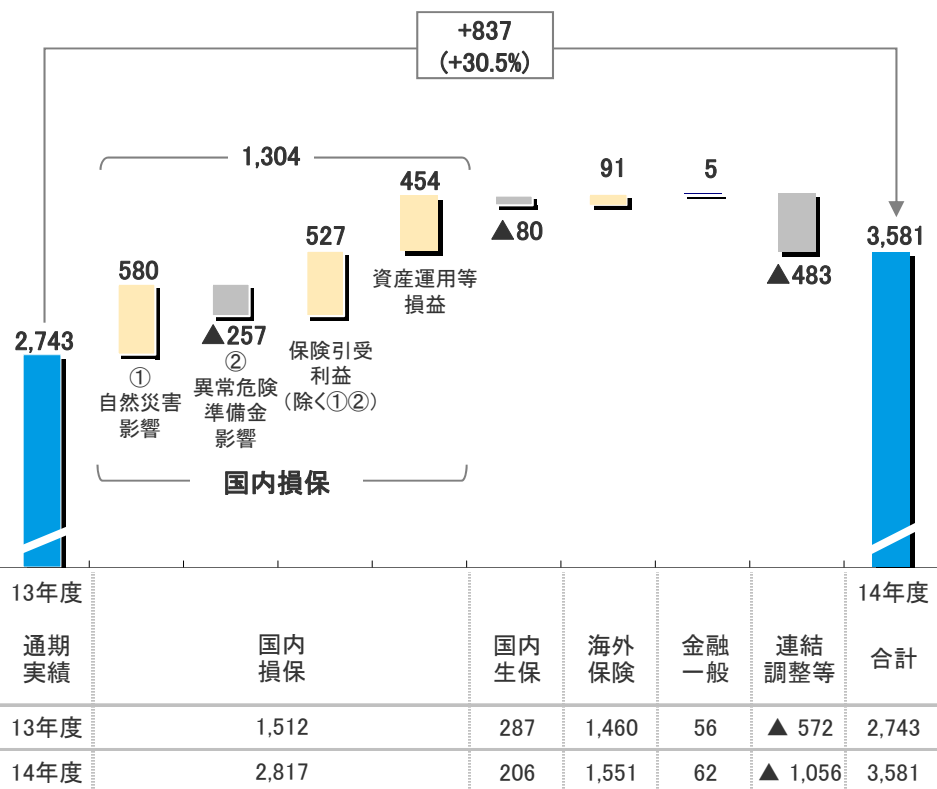 +837
(+30.5%)
1,304
454
91
5
▲80
527
580
3,581
▲483
資産運用等
損益
2,743
▲257
保険引受
利益
(除く①②)
①
自然災害
影響
②
異常危険
準備金
影響
国内損保
13年度
14年度
通期
実績
国内
損保
国内
生保
海外
保険
金融
一般
連結
調整等
合計
13年度 1,512 287 1,460 56 ▲ 572 2,743
14年度 2,817 206 1,551 62 ▲ 1,056 3,581